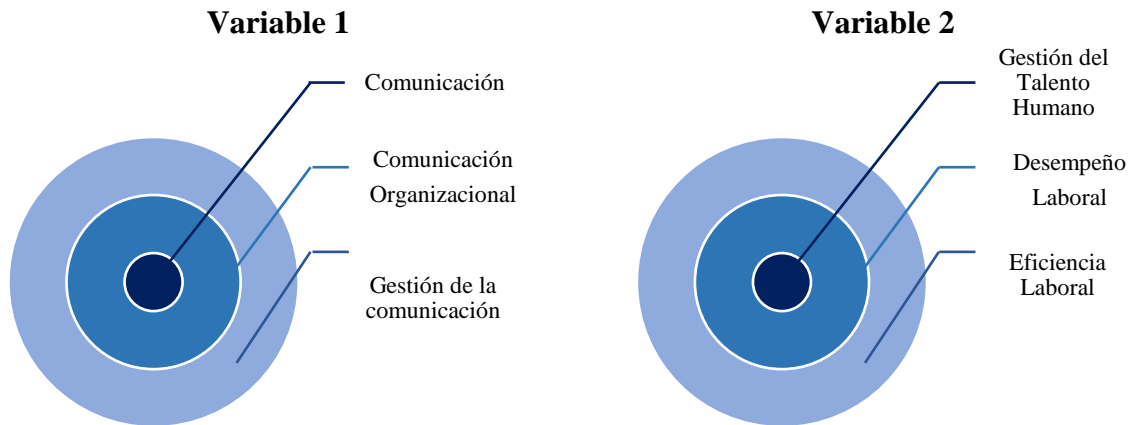 Variable 1
Comunicación
Comunicación
Organizacional
Gestión de la
comunicación
Variable 2
Gestión del
Talento
Humano
Desempeño
Laboral
Eficiencia
Laboral